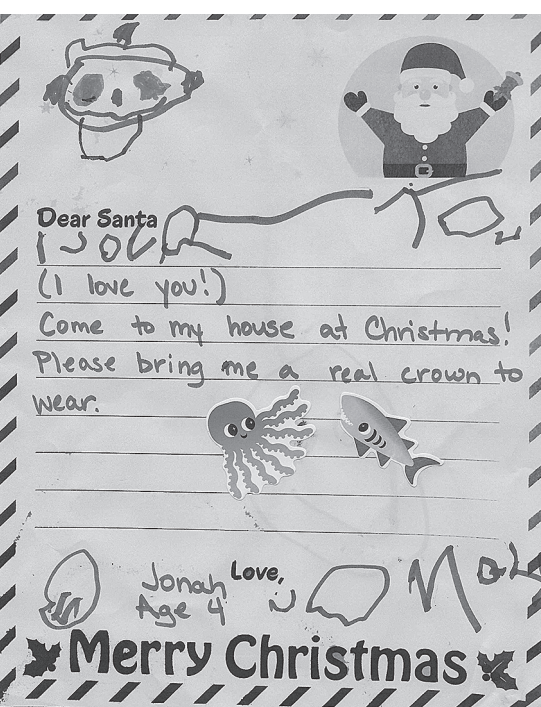 Dear Santa
(I love you!)
Come to my house at Christmas!
Please bring me a real crown to
wear.
Love,
Jonah
Age 4
Merry Christmas